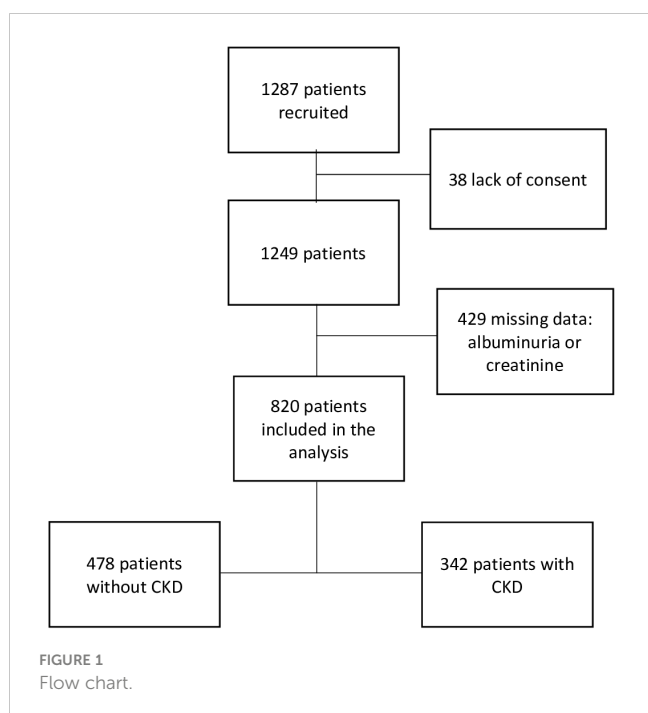 1287 patients
recruited
38 lack of consent
1249 patients
429 missing data:
albuminuria or
creatinine
820 patients
included in the
analysis
478 patients
without CKD
342 patients with
CKD
FIGURE 1
Flow chart.